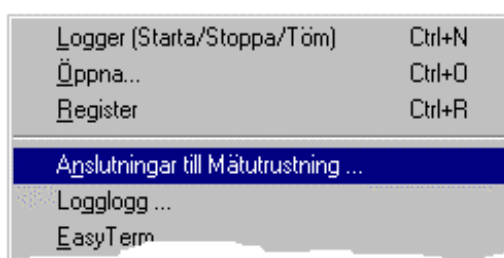 Logger (Starta/Stoppa/Töm) Ctrl+N
Öppna... Ctrl+O
Register Ctrl+R
Anslutningar till Mätutrustning ...
Logglogg ...
EasyTerm